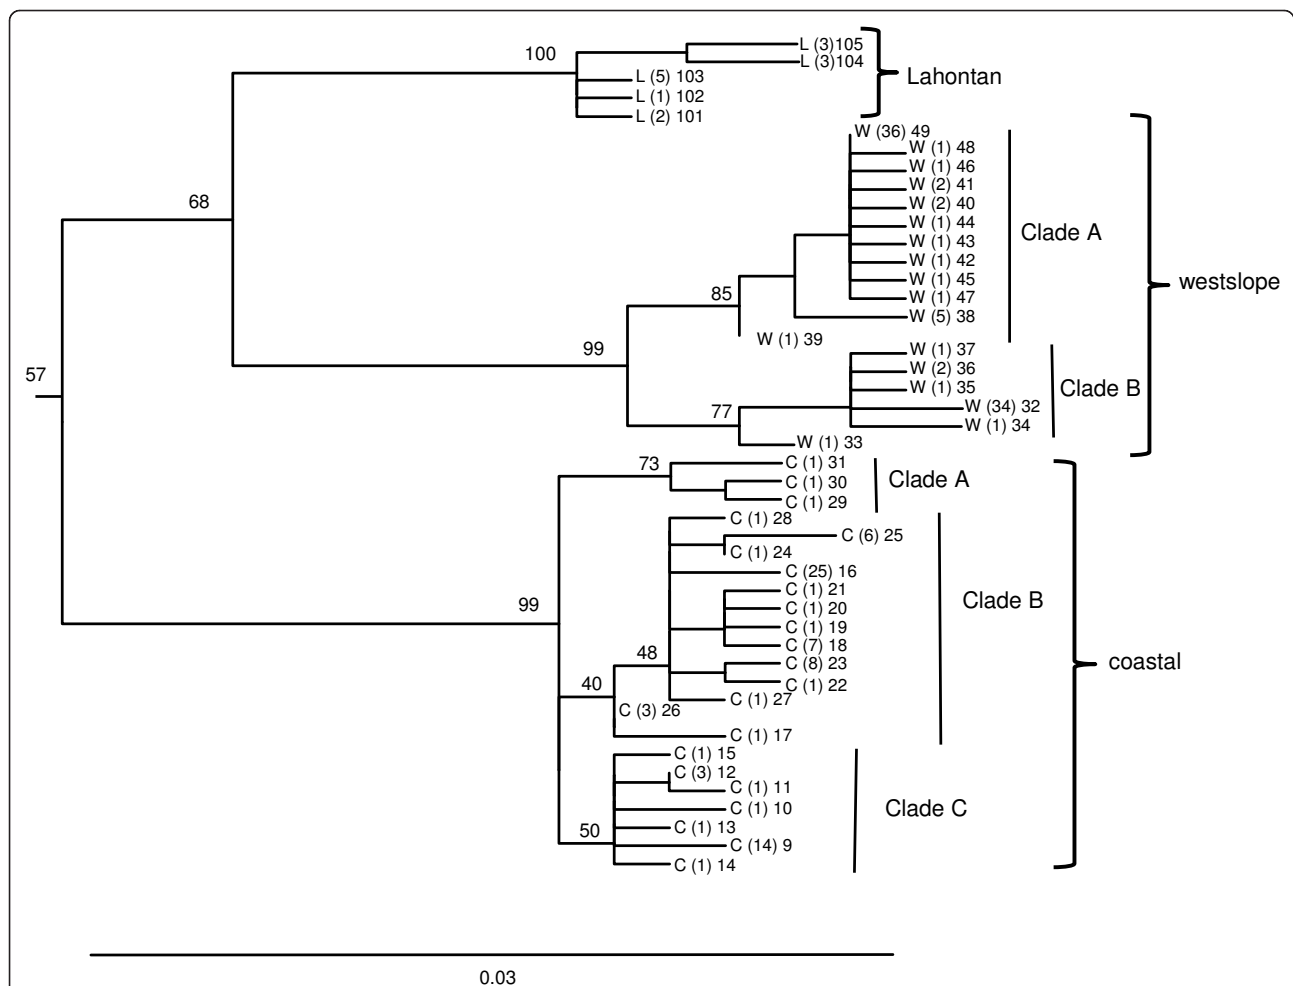 100
L (3)105
L (3)104
L (5) 103
L (1) 102
L (2) 101
Lahontan
68
W (36) 49
W (1) 48
W (1) 46
W (2) 41
W (2) 40
W (1) 44
W (1) 43
W (1) 42
W (1) 45
W (1) 47
W (5) 38
W (1) 39
Clade A
85
99
westslope
57
W (1) 37
W (2) 36
W (1) 35
W (34) 32
W (1) 34
W (1) 33
Clade B
77
73
C (1) 31
C (1) 30
C (1) 29
Clade A
C (1) 28
C (6) 25
C (1) 24
C (25) 16
C (1) 21
C (1) 20
C (1) 19
C (7) 18
C (8) 23
C (1) 22
C (1) 27
C (3) 26
C (1) 17
Clade B
99
48
40
coastal
C (1) 15
C (3) 12
C (1) 11
C (1) 10
C (1) 13
C (14) 9
C (1) 14
Clade C
50
0.03